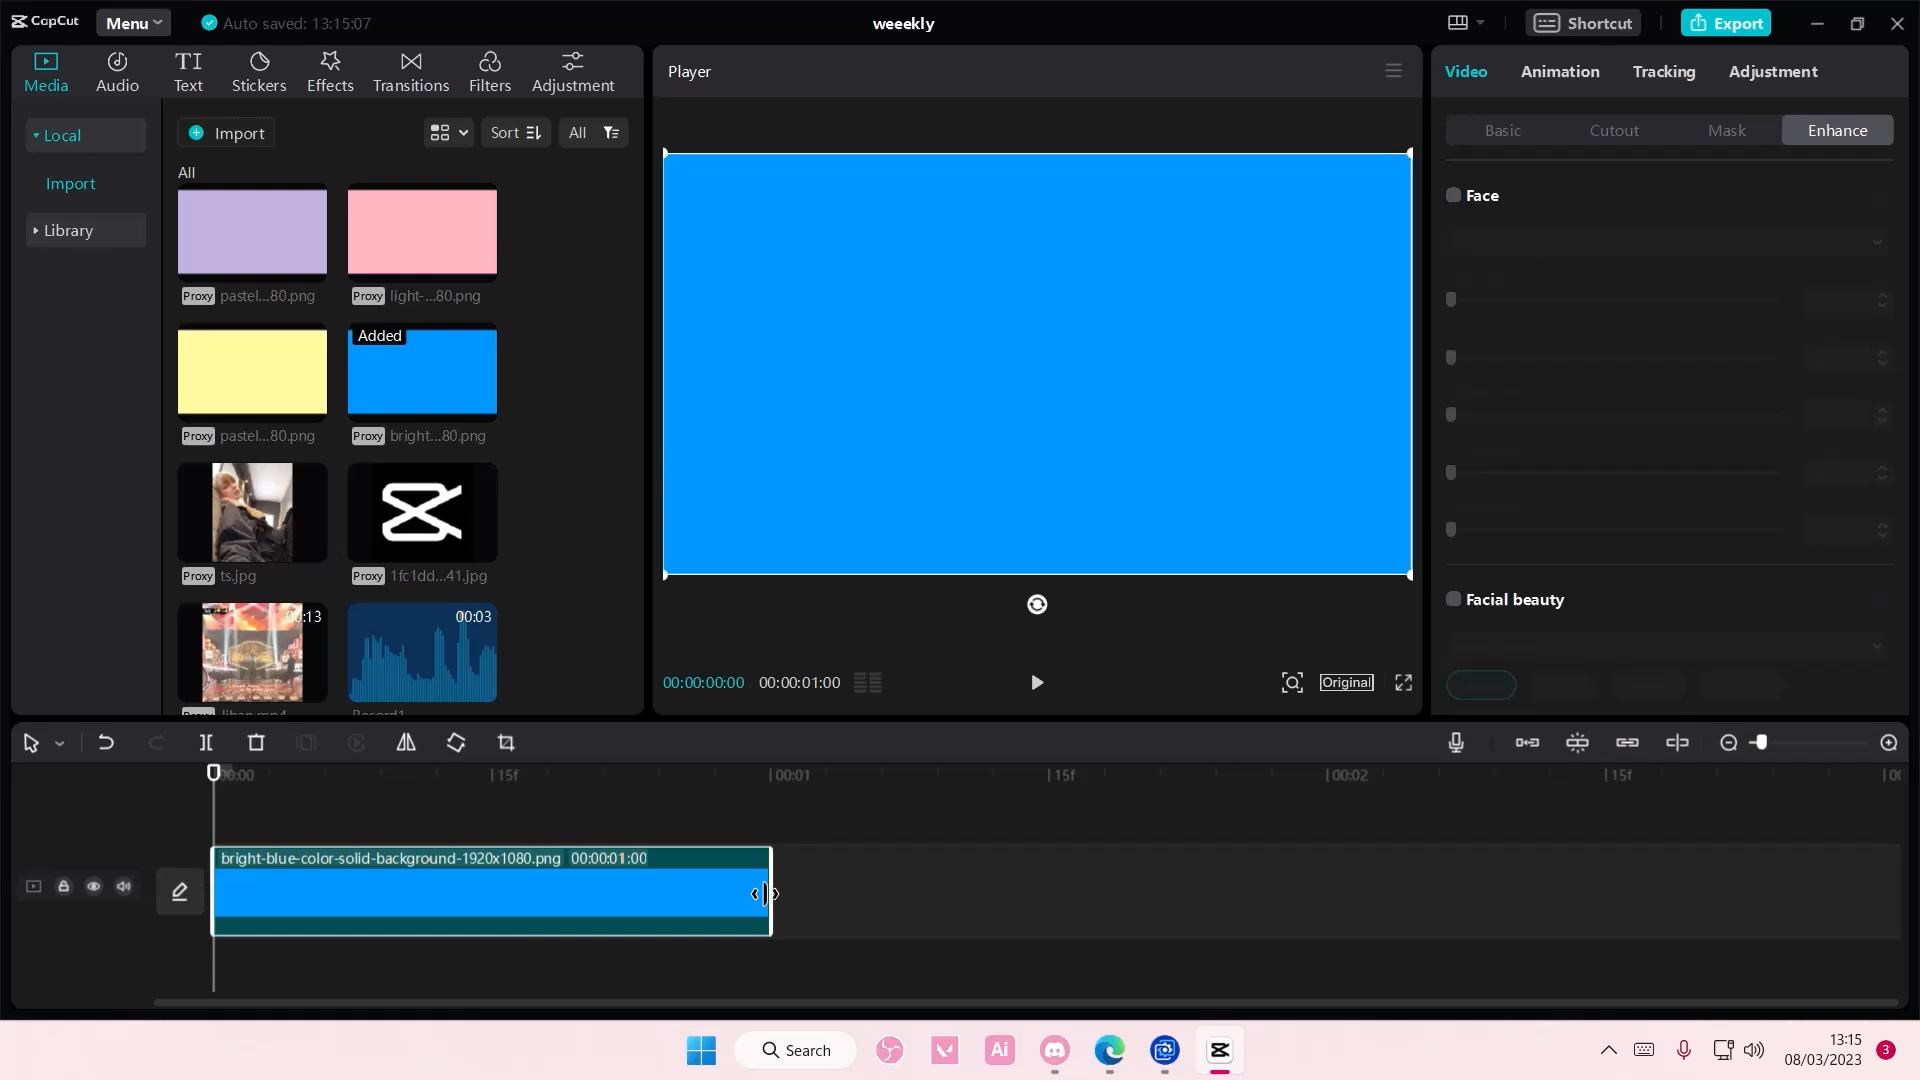 CapCut Menu Auto saved: 13:15:07 weeekly Shortcut Export
Media Audio Text Stickers Effects Transitions Filters Adjustment
Player
Video Animation Tracking Adjustment
Local
Import
Library
Import Sort All
All
Proxy pastel...80.png
Proxy light-...80.png
Added
Proxy pastel...80.png
Proxy bright...80.png
Proxy ts.jpg
Proxy 1fc1dd...41.jpg
00:13
00:03
Basic Cutout Mask Enhance
Face
Facial beauty
00:00:00:00 00:00:01:00
Original
00:00 15f 00:01 15f 00:02 15f
bright-blue-color-solid-background-1920x1080.png 00:00:01:00
Search
Ai
13:15
08/03/2023
3